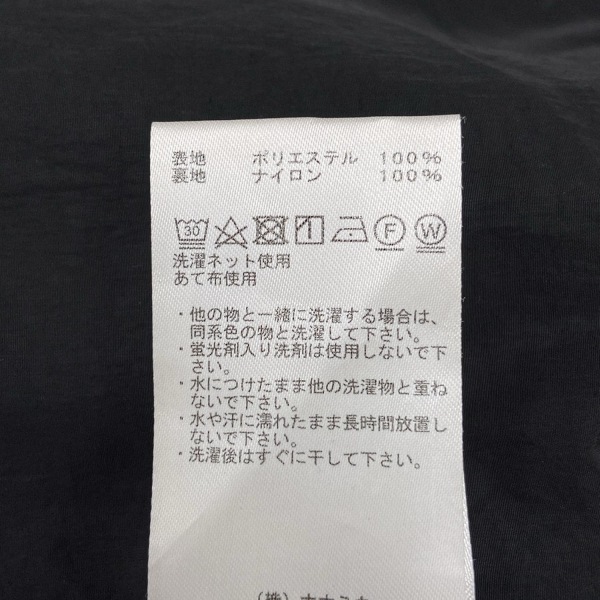 表地 ポリエステル 100%
裏地 ナイロン 100%
30 F W
洗濯ネット使用
あて布使用
・他の物と一緒に洗濯する場合は、
同系色の物と洗濯して下さい。
・蛍光剤入り洗剤は使用しないで下
さい。
・水につけたまま他の洗濯物と重ね
ないで下さい。
・水や汗に濡れたまま長時間放置し
ないで下さい。
・洗濯後はすぐに干して下さい。
(株)